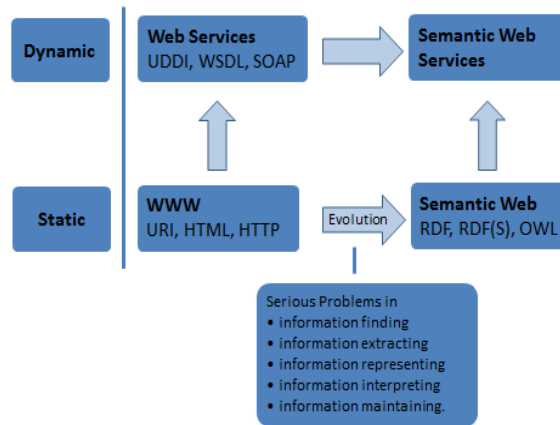 Dynamic
Web Services
UDDI, WSDL, SOAP
Semantic Web
Services
Static
WWW
URI, HTML, HTTP
Evolution
Semantic Web
RDF, RDF(S), OWL
Serious Problems in
• information finding
• information extracting
• information representing
• information interpreting
• information maintaining.